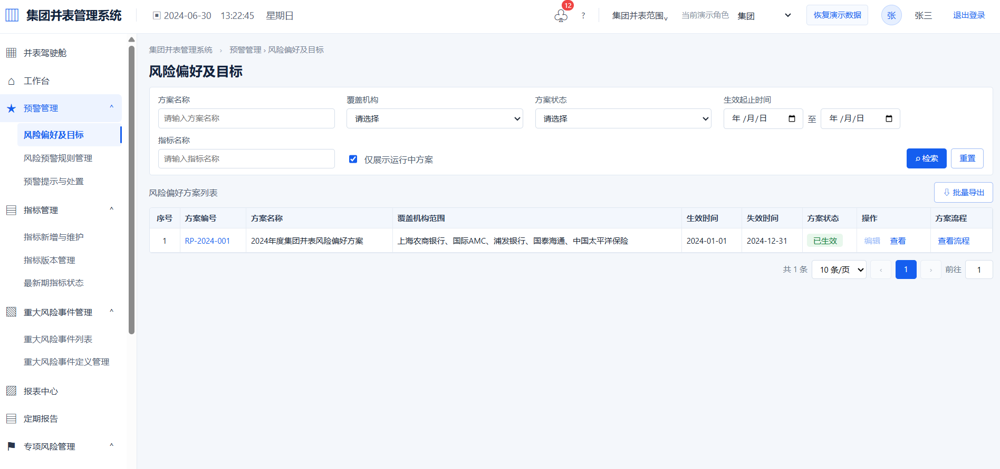 集团并表管理系统
2024-06-30 13:22:45 星期日
12
?
集团并表范围
当前演示角色 集团
恢复演示数据
张 张三
退出登录
并表驾驶舱
工作台
预警管理
风险偏好及目标
风险预警规则管理
预警提示与处置
指标管理
指标新增与维护
指标版本管理
最新期指标状态
重大风险事件管理
重大风险事件列表
重大风险事件定义管理
报表中心
定期报告
专项风险管理
集团并表管理系统 › 预警管理 › 风险偏好及目标
风险偏好及目标
方案名称 覆盖机构 方案状态 生效起止时间
请输入方案名称 请选择 请选择 年 /月/日 至 年 /月/日
指标名称
请输入指标名称 仅展示运行中方案 检索 重置
风险偏好方案列表 批量导出
序号 方案编号 方案名称 覆盖机构范围 生效时间 失效时间 方案状态 操作 方案流程
1 RP-2024-001 2024年度集团并表风险偏好方案 上海农商银行、国际AMC、浦发银行、国泰海通、中国太平洋保险 2024-01-01 2024-12-31 已生效 编辑 查看 查看流程
共 1 条 10 条/页 ‹ 1 › 前往 1